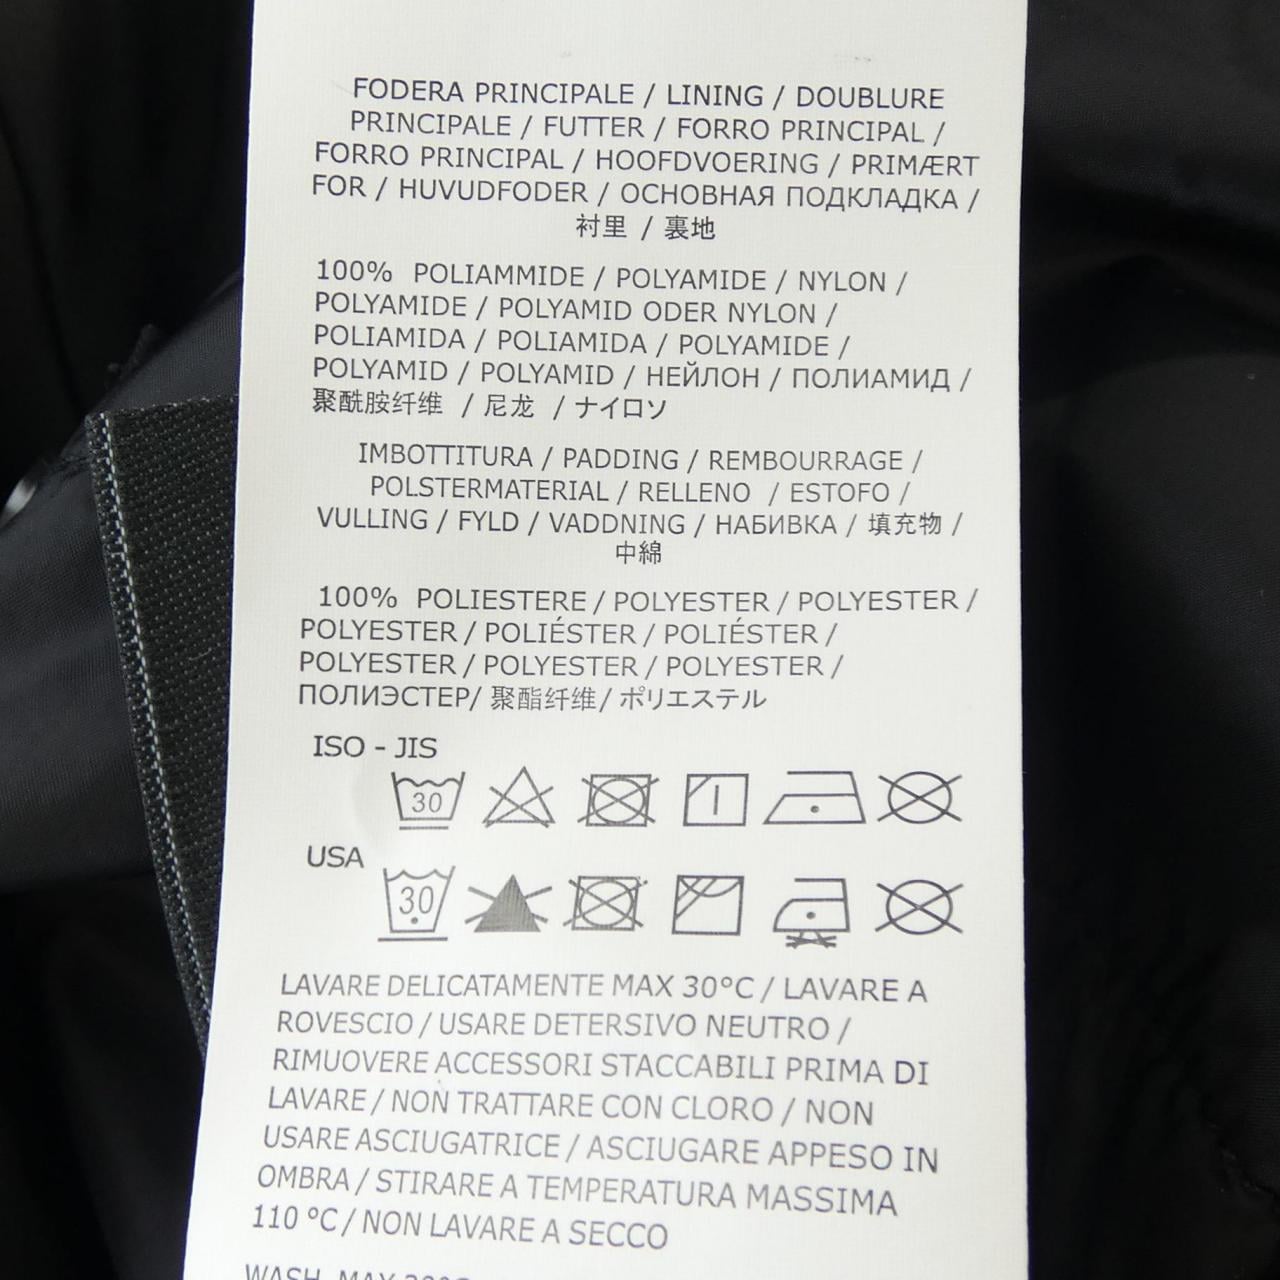 FODERA PRINCIPALE / LINING / DOUBLURE
PRINCIPALE / FUTTER / FORRO PRINCIPAL /
FORRO PRINCIPAL / HOOFDVOERING / PRIMÆRT
FOR / HUVUDFODER / ОСНОВНАЯ ПОДКЛАДКА /
衬里 / 裏地
100% POLIAMMIDE / POLYAMIDE / NYLON /
POLYAMIDE / POLYAMID ODER NYLON /
POLIAMIDA / POLIAMIDA / POLYAMIDE /
POLYAMID / POLYAMID / НЕЙЛОН / ПОЛИАМИД /
聚酰胺纤维 / 尼龙 / ナイロソ
IMBOTTITURA / PADDING / REMBOURRAGE /
POLSTERMATERIAL / RELLENO / ESTOFO /
VULLING / FYLD / VADDNING / НАБИВКА / 填充物 /
中綿
100% POLIESTERE / POLYESTER / POLYESTER /
POLYESTER / POLIÉSTER / POLIÉSTER /
POLYESTER / POLYESTER / POLYESTER /
ПОЛИЭСТЕР/ 聚酯纤维/ ポリエステル
ISO - JIS
30
USA
30
LAVARE DELICATAMENTE MAX 30°C / LAVARE A
ROVESCIO / USARE DETERSIVO NEUTRO /
RIMUOVERE ACCESSORI STACCABILI PRIMA DI
LAVARE / NON TRATTARE CON CLORO / NON
USARE ASCIUGATRICE / ASCIUGARE APPESO IN
OMBRA / STIRARE A TEMPERATURA MASSIMA
110 °C / NON LAVARE A SECCO
WASH MAX 30°C